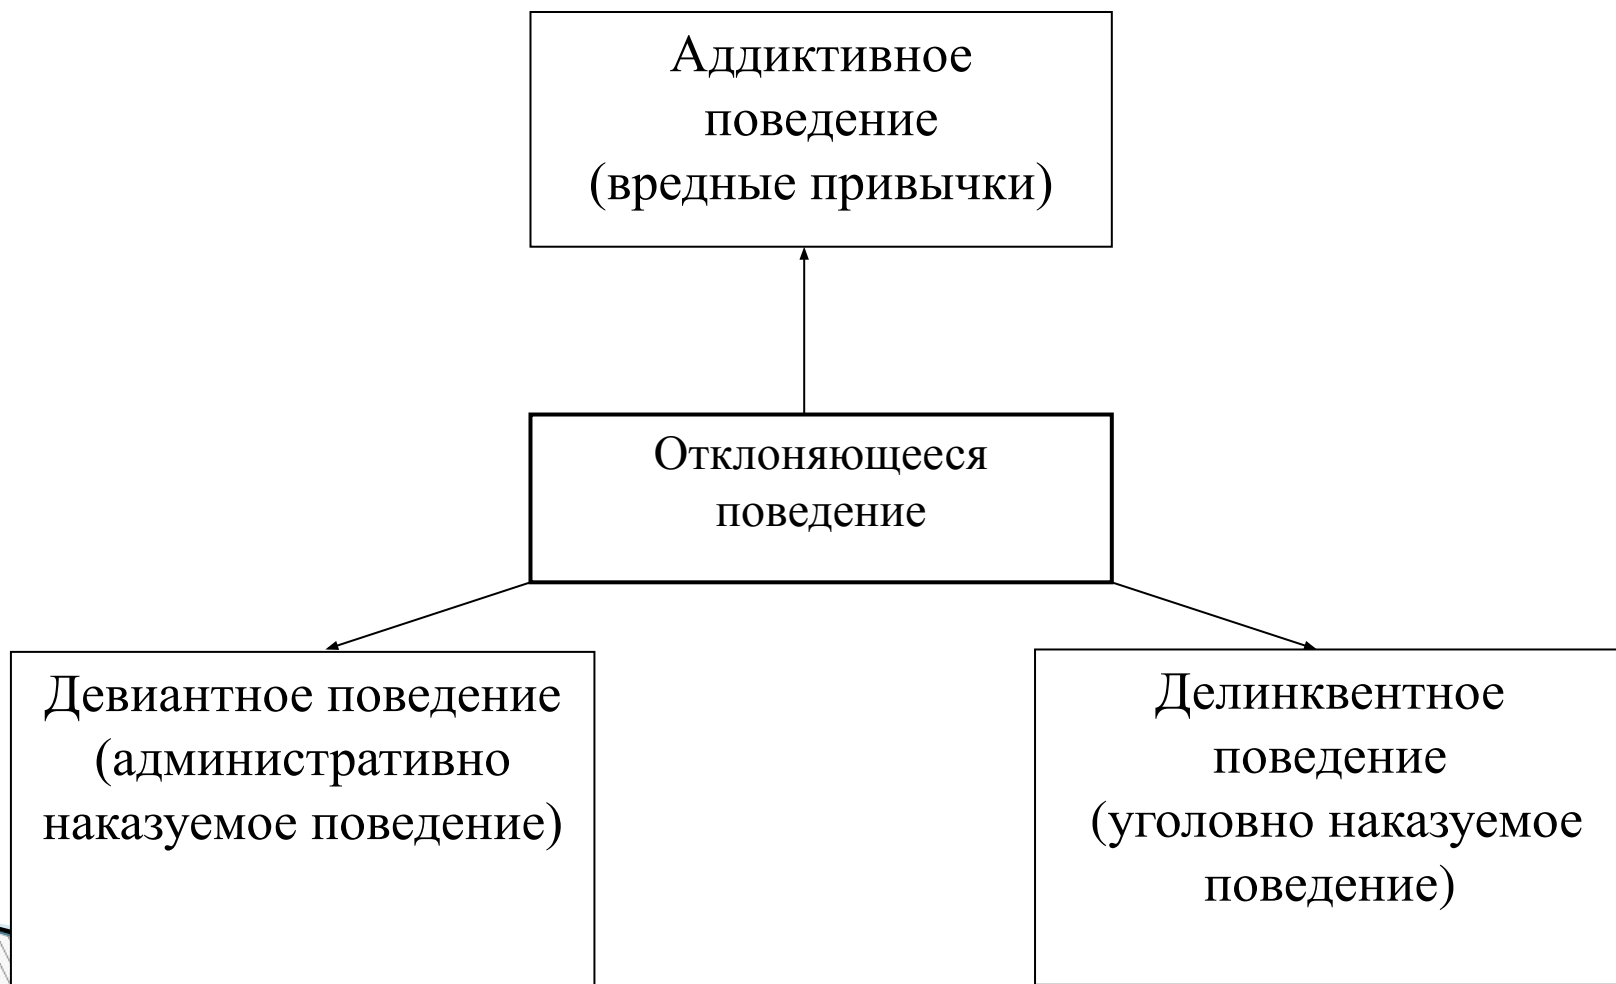 Аддиктивное
поведение
(вредные привычки)
Отклоняющееся
поведение
Девиантное поведение
(административно
наказуемое поведение)
Делинквентное
поведение
(уголовно наказуемое
поведение)